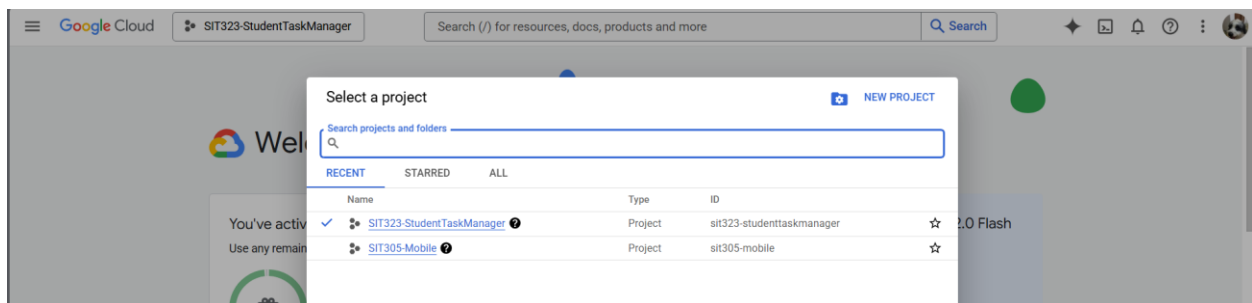 Google Cloud SIT323-StudentTaskManager Search (/) for resources, docs, products and more Search
Select a project NEW PROJECT
Search projects and folders
Wel
RECENT STARRED ALL
Name Type ID
You've activ SIT323-StudentTaskManager Project sit323-studenttaskmanager 2.0 Flash
Use any remain SIT305-Mobile Project sit305-mobile